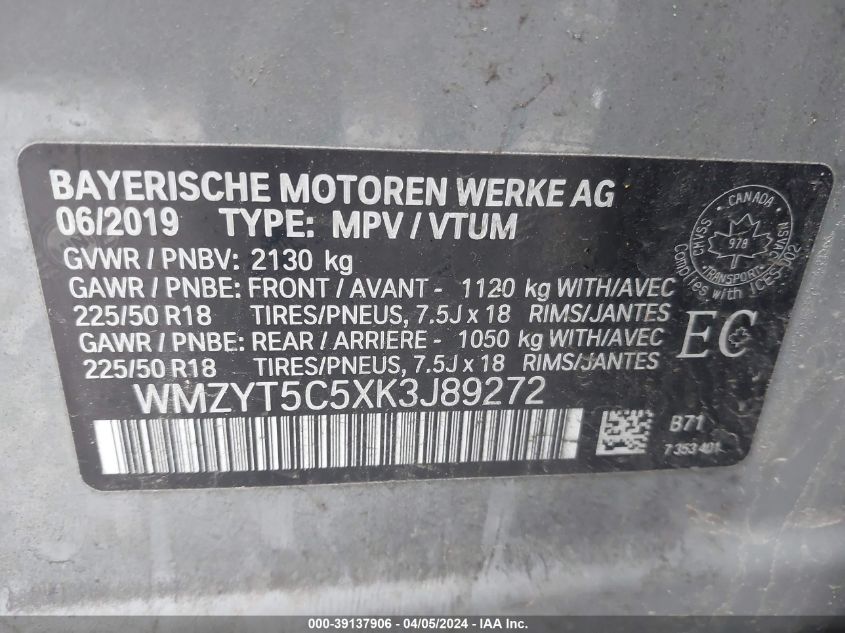 BAYERISCHE MOTOREN WERKE AG
06/2019 TYPE: MPV / VTUM
GVWR / PNBV: 2130 kg
GAWR / PNBE: FRONT / AVANT - 1120 kg WITH/AVEC
225/50 R18 TIRES/PNEUS, 7.5J x 18 RIMS/JANTES
GAWR / PNBE: REAR / ARRIERE - 1050 kg WITH/AVEC
225/50 R18 TIRES/PNEUS, 7.5J x 18 RIMS/JANTES
WMZYT5C5XK3J89272
CANADA
978
TRANSPORT
Complies with
EC
B71
7 353 401
000-39137906 - 04/05/2024 - IAA Inc.